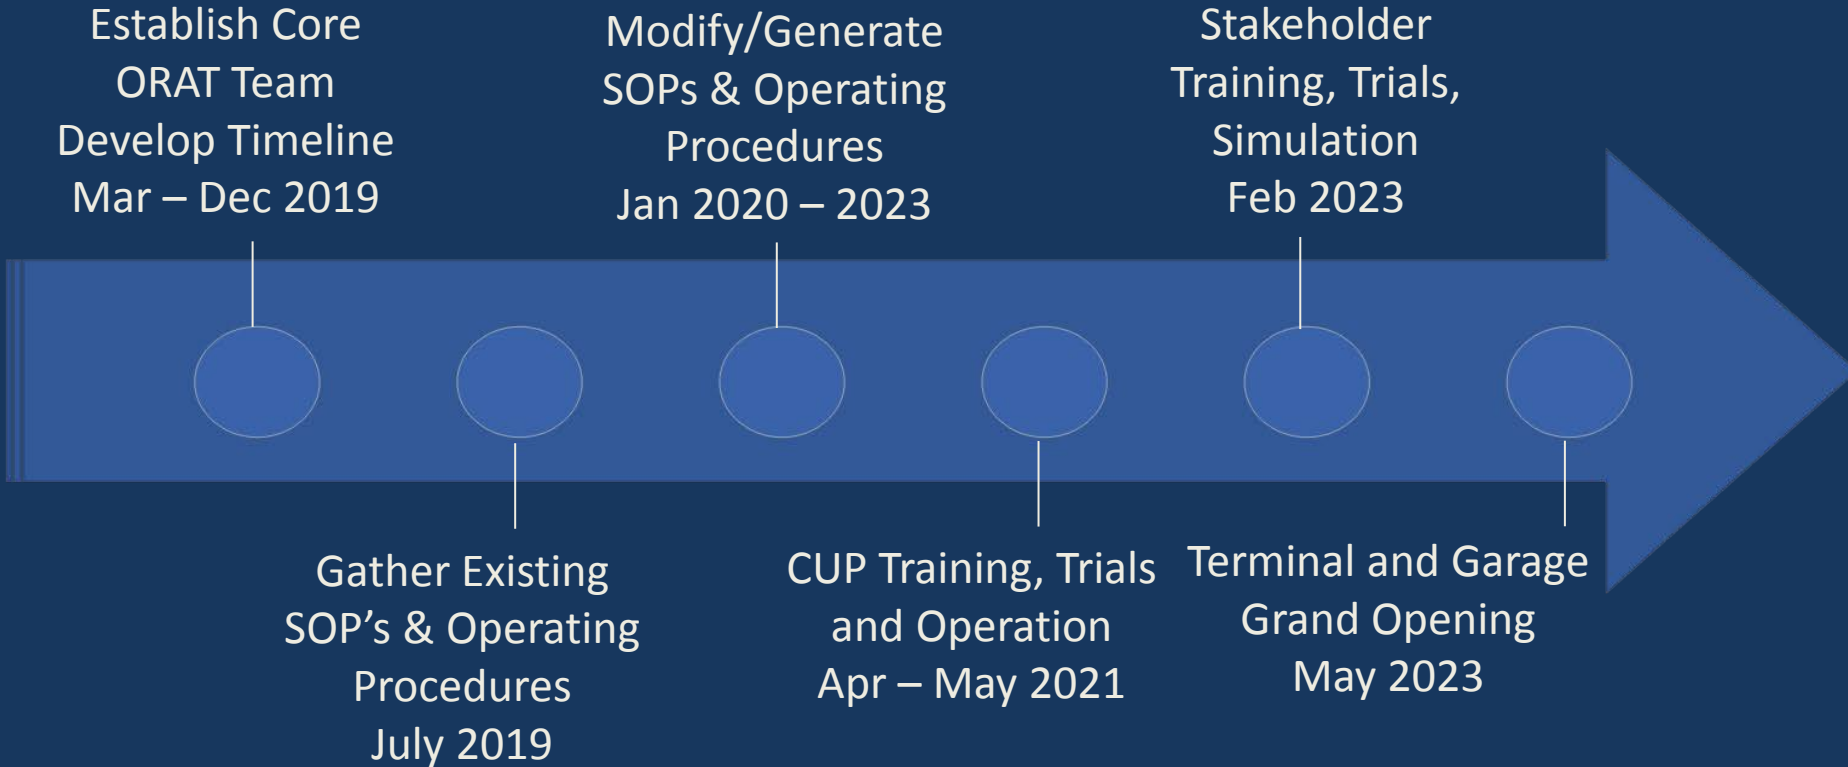 Establish Core
ORAT Team
Develop Timeline
Mar – Dec 2019
Gather Existing
SOP's & Operating
Procedures
July 2019
Modify/Generate
SOPs & Operating
Procedures
Jan 2020 – 2023
CUP Training, Trials
and Operation
Apr – May 2021
Stakeholder
Training, Trials,
Simulation
Feb 2023
Terminal and Garage
Grand Opening
May 2023